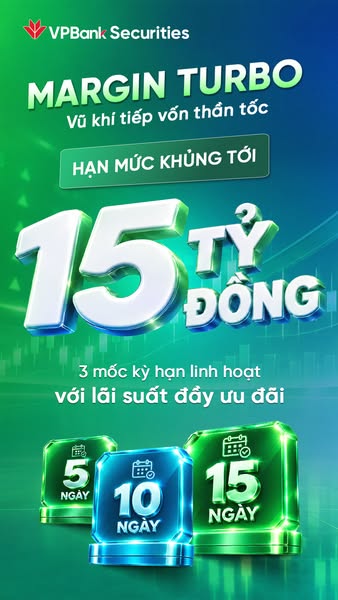 VPBank Securities
MARGIN TURBO
Vũ khí tiếp vốn thần tốc
HẠN MỨC KHỦNG TỚI
15 TỶ
ĐỒNG
3 mốc kỳ hạn linh hoạt
với lãi suất đầy ưu đãi
5
NGÀY
10
NGÀY
15
NGÀY